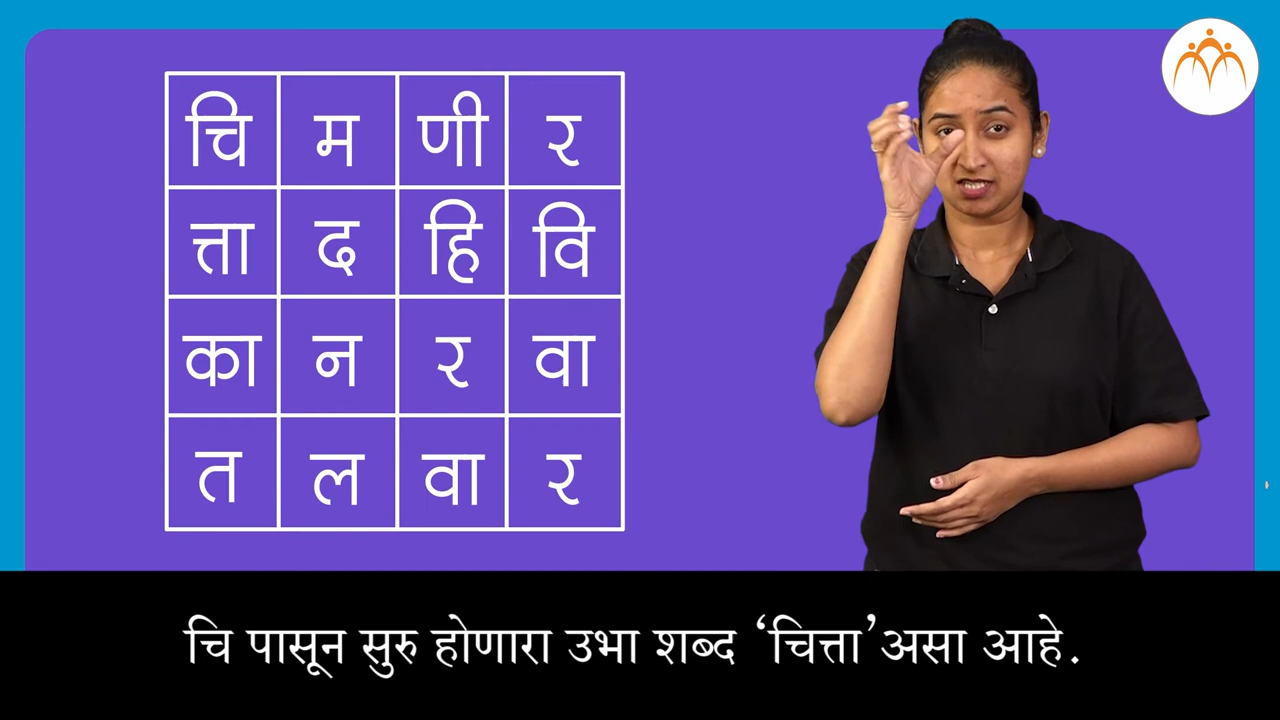 चि म णी र
त्ता द हि वि
का न र वा
त ल वा र
चि पासून सुरु होणारा उभा शब्द ‘चित्ता’असा आहे.